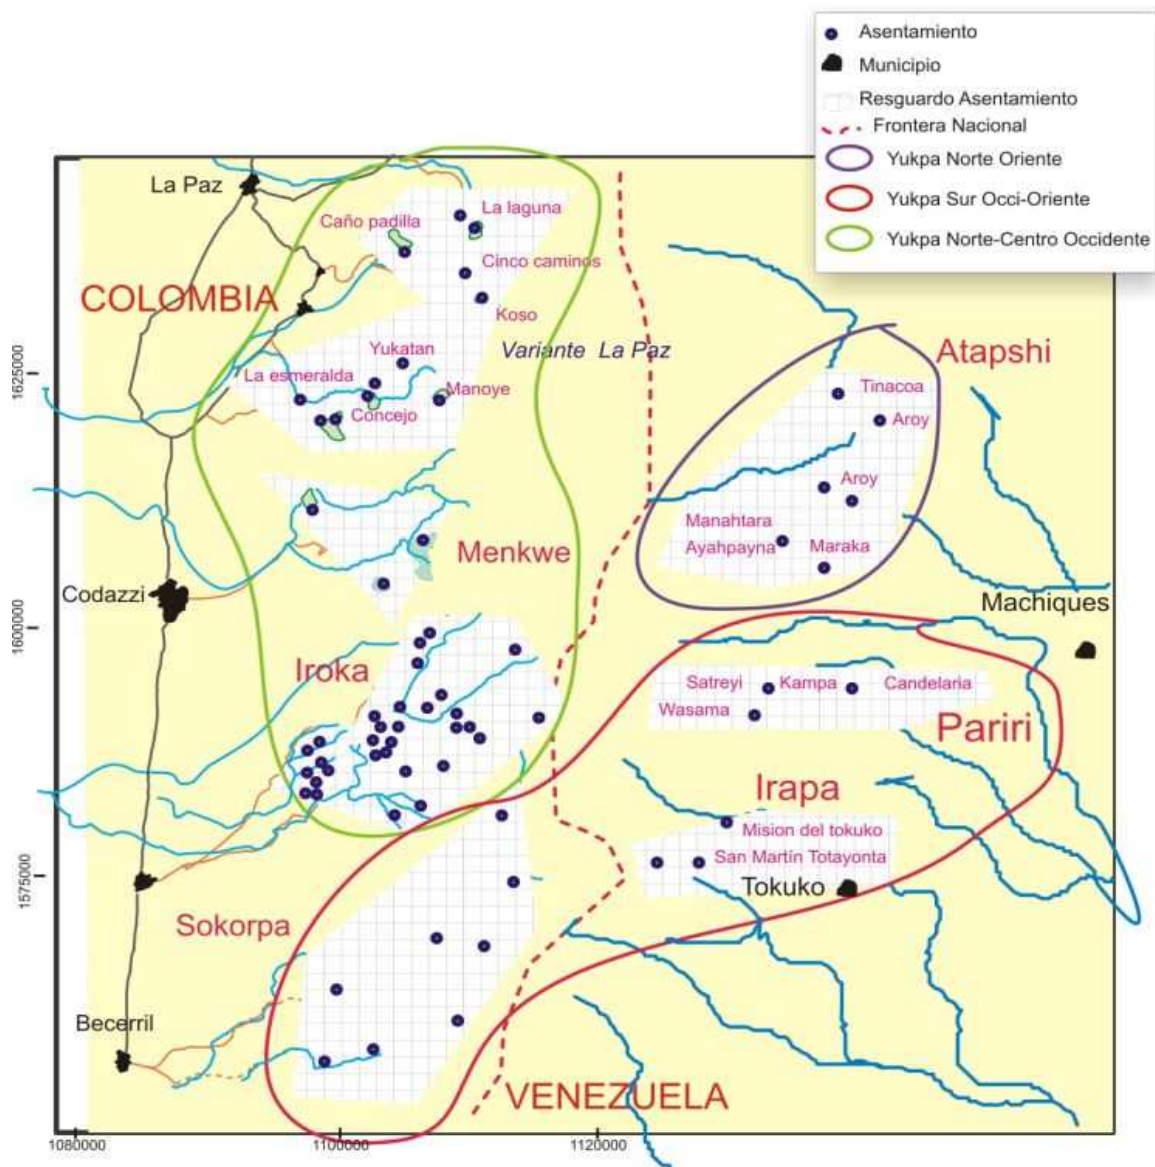 Asentamiento
Municipio
Resguardo Asentamiento
Frontera Nacional
Yukpa Norte Oriente
Yukpa Sur Occi-Oriente
Yukpa Norte-Centro Occidente
La Paz
La laguna
Caño padilla
Cinco caminos
COLOMBIA
Koso
Yukatan
Variante La Paz
Atapshi
1625000
La esmeralda
Manoye
Tinacoa
Concejo
Aroy
Aroy
Manahtara
Ayahpayna
Maraka
Menkwe
Codazzi
Machiques
1600000
Iroka
Satreyi
Kampa
Candelaria
Wasama
Pariri
Irapa
Mision del tokuko
San Martín Totayonta
1575000
Tokuko
Sokorpa
Becerril
VENEZUELA
1080000
1100000
1120000